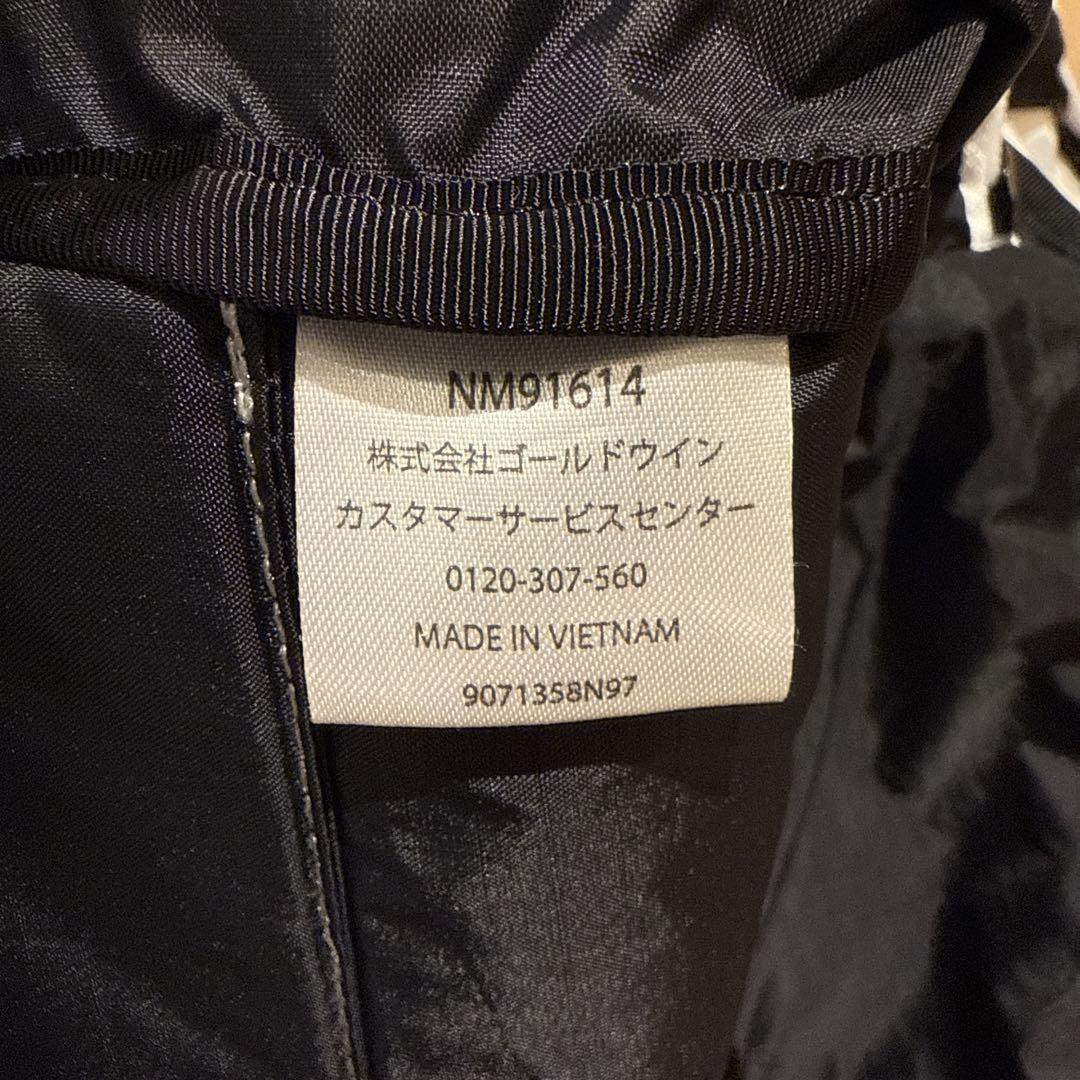 NM91614
株式会社ゴールドウイン
カスタマーサービスセンター
0120-307-560
MADE IN VIETNAM
9071358N97